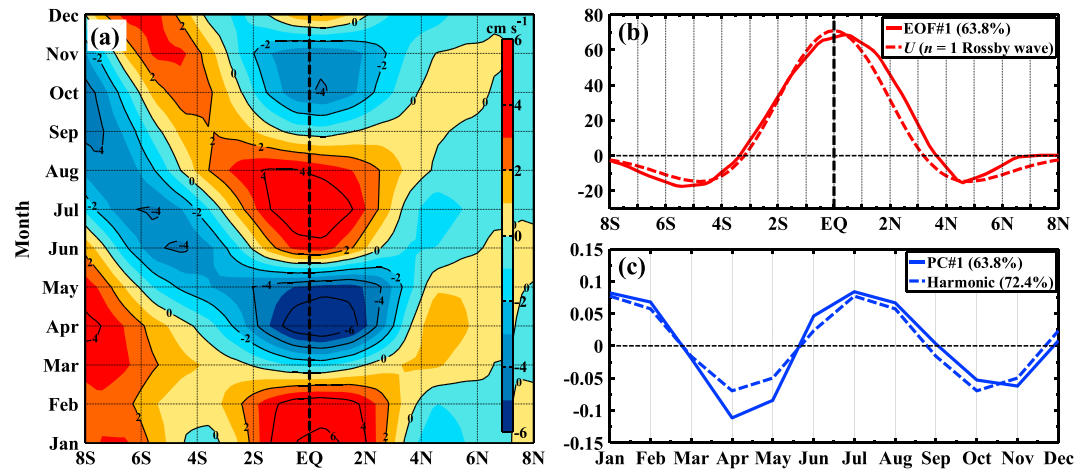 (a)
cm s⁻¹
Month
Dec
Nov
Oct
Sep
Aug
Jul
Jun
May
Apr
Mar
Feb
Jan
8S 6S 4S 2S EQ 2N 4N 6N 8N
6
4
2
0
-2
-4
-6
(b)
EOF#1 (63.8%)
U (n = 1 Rossby wave)
80
60
40
20
0
-20
8S 6S 4S 2S EQ 2N 4N 6N 8N
(c)
PC#1 (63.8%)
Harmonic (72.4%)
0.15
0.1
0.05
0
-0.05
-0.1
-0.15
Jan Feb Mar Apr May Jun Jul Aug Sep Oct Nov Dec